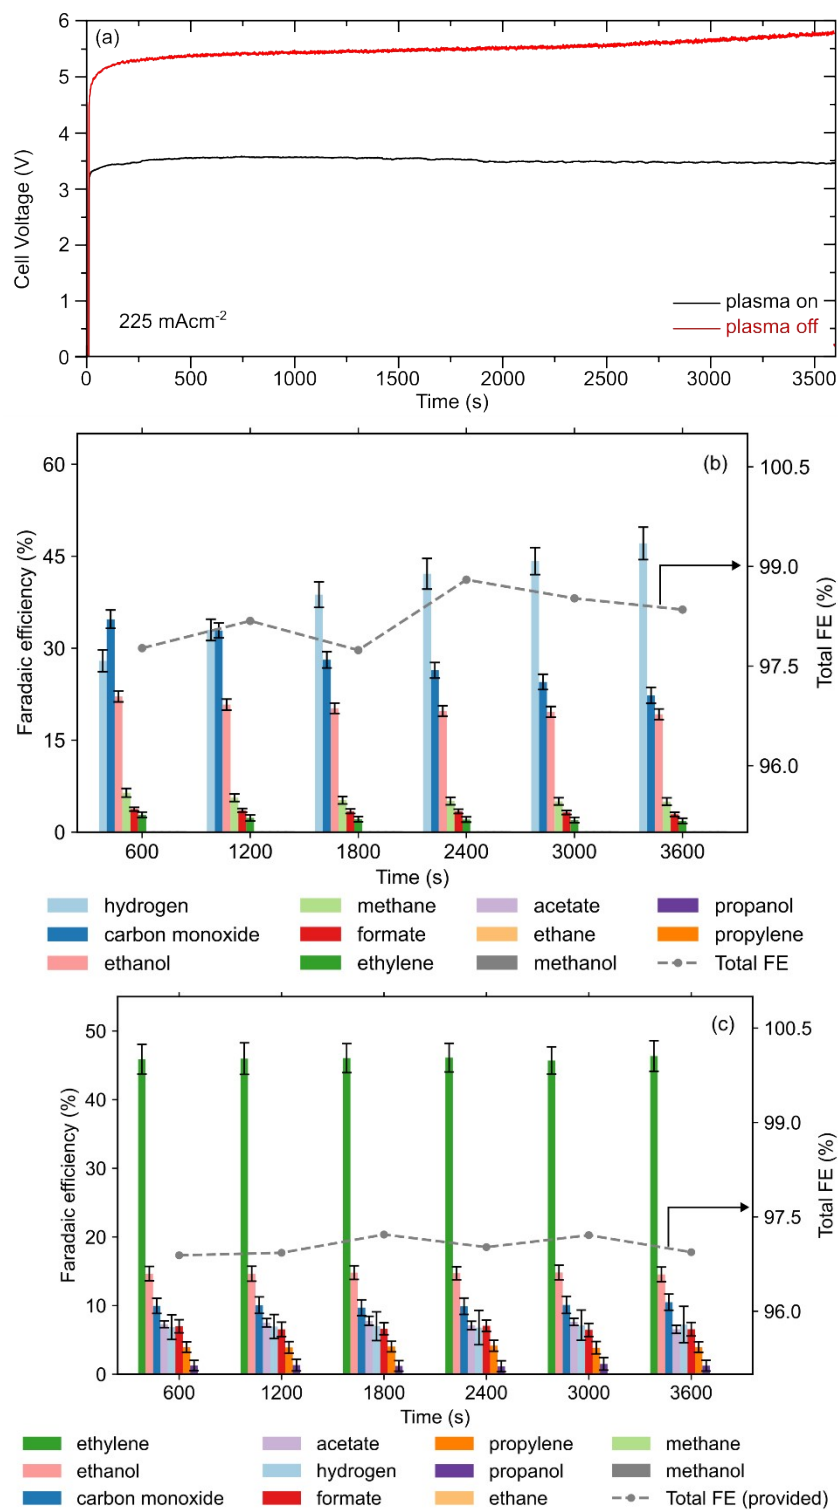 (a)
6
5
4
3
2
1
0
Cell Voltage (V)
225 mAcm-2
plasma on
plasma off
0 500 1000 1500 2000 2500 3000 3500
Time (s)
(b)
60
45
30
15
0
Faradaic efficiency (%)
100.5
99.0
97.5
96.0
Total FE (%)
600 1200 1800 2400 3000 3600
Time (s)
hydrogen methane acetate propanol
carbon monoxide formate ethane propylene
ethanol ethylene methanol Total FE
(c)
50
40
30
20
10
0
Faradaic efficiency (%)
100.5
99.0
97.5
96.0
Total FE (%)
600 1200 1800 2400 3000 3600
Time (s)
ethylene acetate propylene methane
ethanol hydrogen propanol methanol
carbon monoxide formate ethane Total FE (provided)